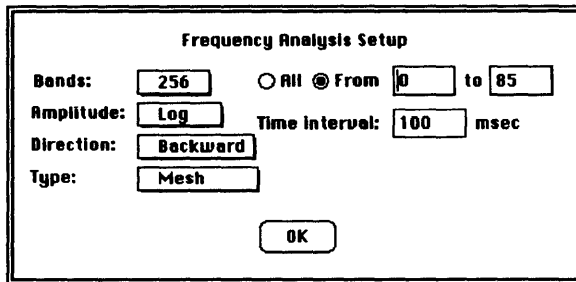 Frequency Analysis Setup
Bands: 256 All From 0 to 85
Amplitude: Log Time interval: 100 msec
Direction: Backward
Type: Mesh
OK